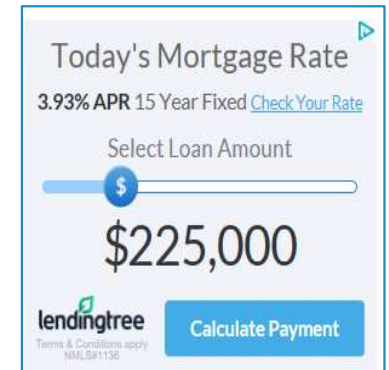 Today's Mortgage Rate
3.93% APR 15 Year Fixed Check Your Rate
Select Loan Amount
$
$225,000
lendingtree
Terms & Conditions apply
NMLS#1136
Calculate Payment